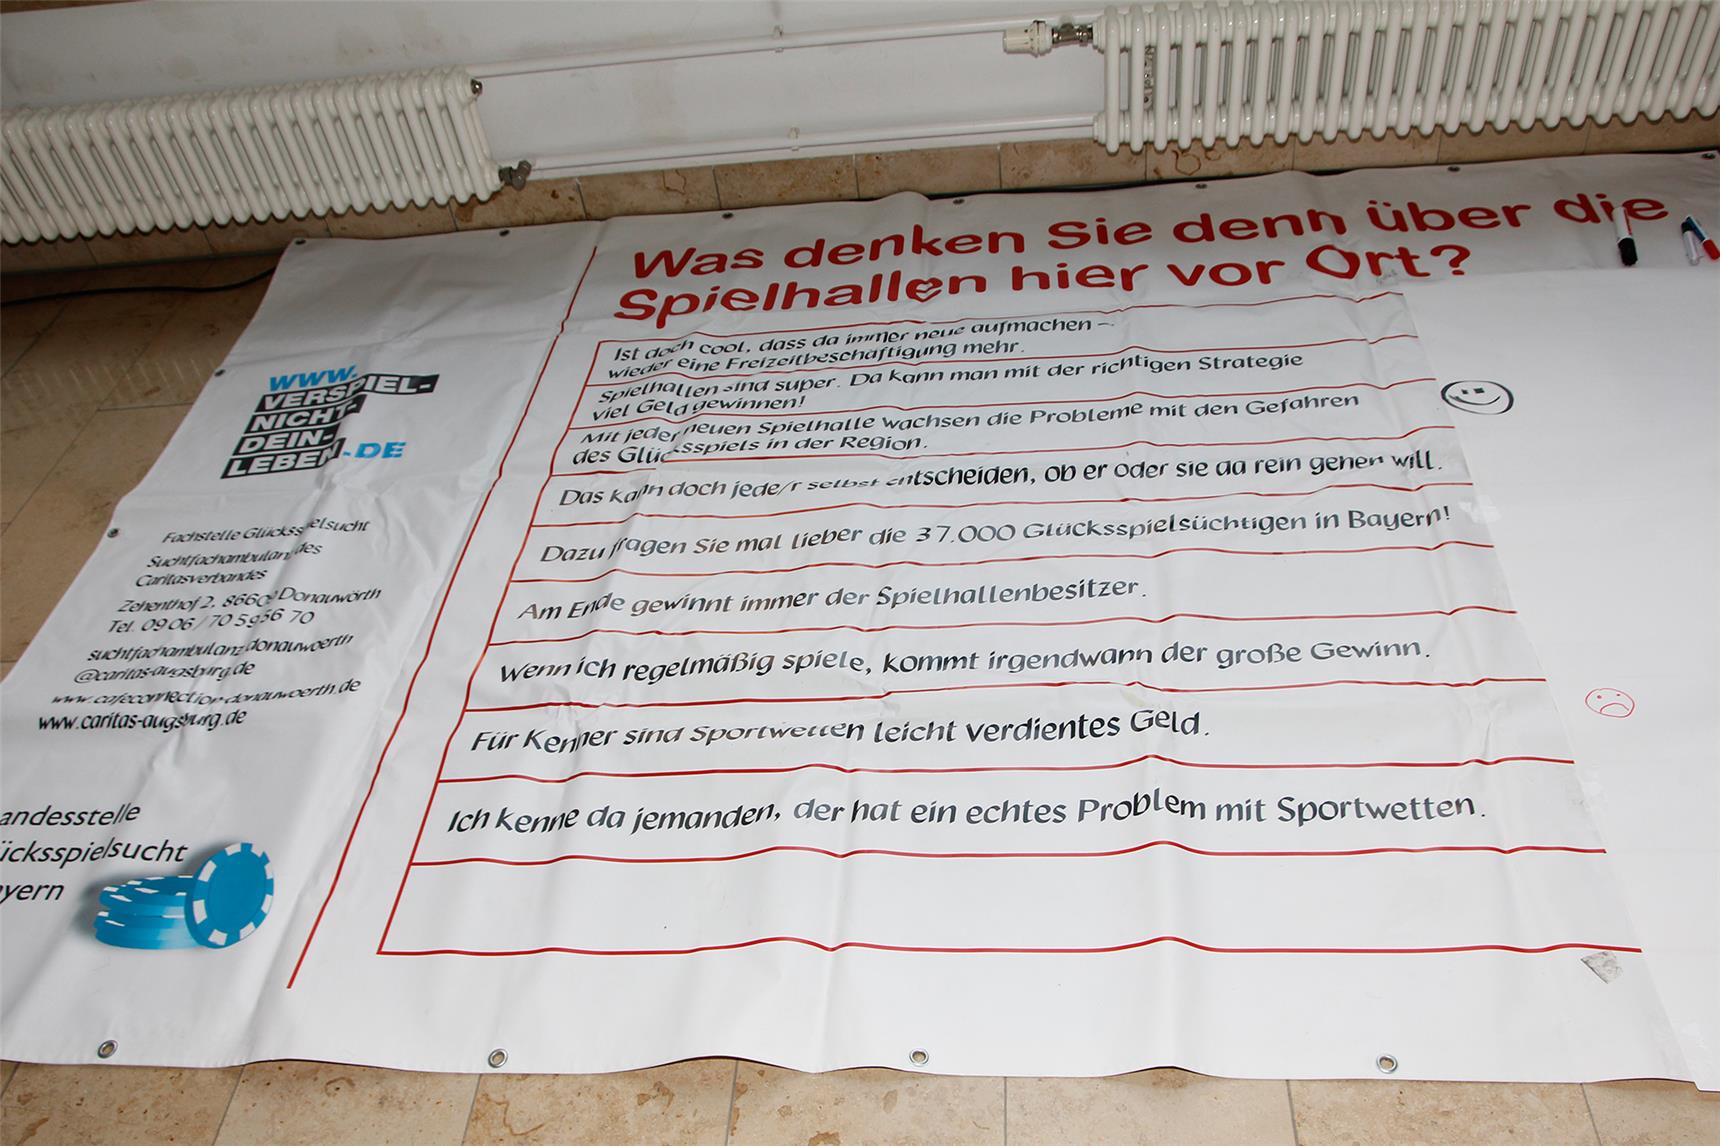 Was denken Sie denn über die
Spielhallen hier vor Ort?
Ist doch cool, dass da immer neue aufmachen –
wieder eine Freizeitbeschäftigung mehr.
Spielhallen sind super. Da kann man mit der richtigen Strategie
viel Geld gewinnen!
Mit jeder neuen Spielhalle wachsen die Probleme mit den Gefahren
des Glücksspiels in der Region.
Das kann doch jede/r selbst entscheiden, ob er oder sie da rein gehen will.
Dazu fragen Sie mal lieber die 37.000 Glücksspielsüchtigen in Bayern!
Am Ende gewinnt immer der Spielhallenbesitzer.
Wenn ich regelmäßig spiele, kommt irgendwann der große Gewinn.
Für Kenner sind Sportwetten leicht verdientes Geld.
Ich kenne da jemanden, der hat ein echtes Problem mit Sportwetten.
WWW.
VERSPIEL-
NICHT-
DEIN-
LEBEN.DE
Fachstelle Glücksspielsucht
Suchtfachambulanz des
Caritasverbandes
Zehenthof 2, 86609 Donauwörth
Tel. 09 06 / 70 5 9 36 70
suchtfachambulanz.donauwoerth
@caritas-augsburg.de
www.cafeconnection-donauwoerth.de
www.caritas-augsburg.de
andesstelle
ücksspielsucht
yern